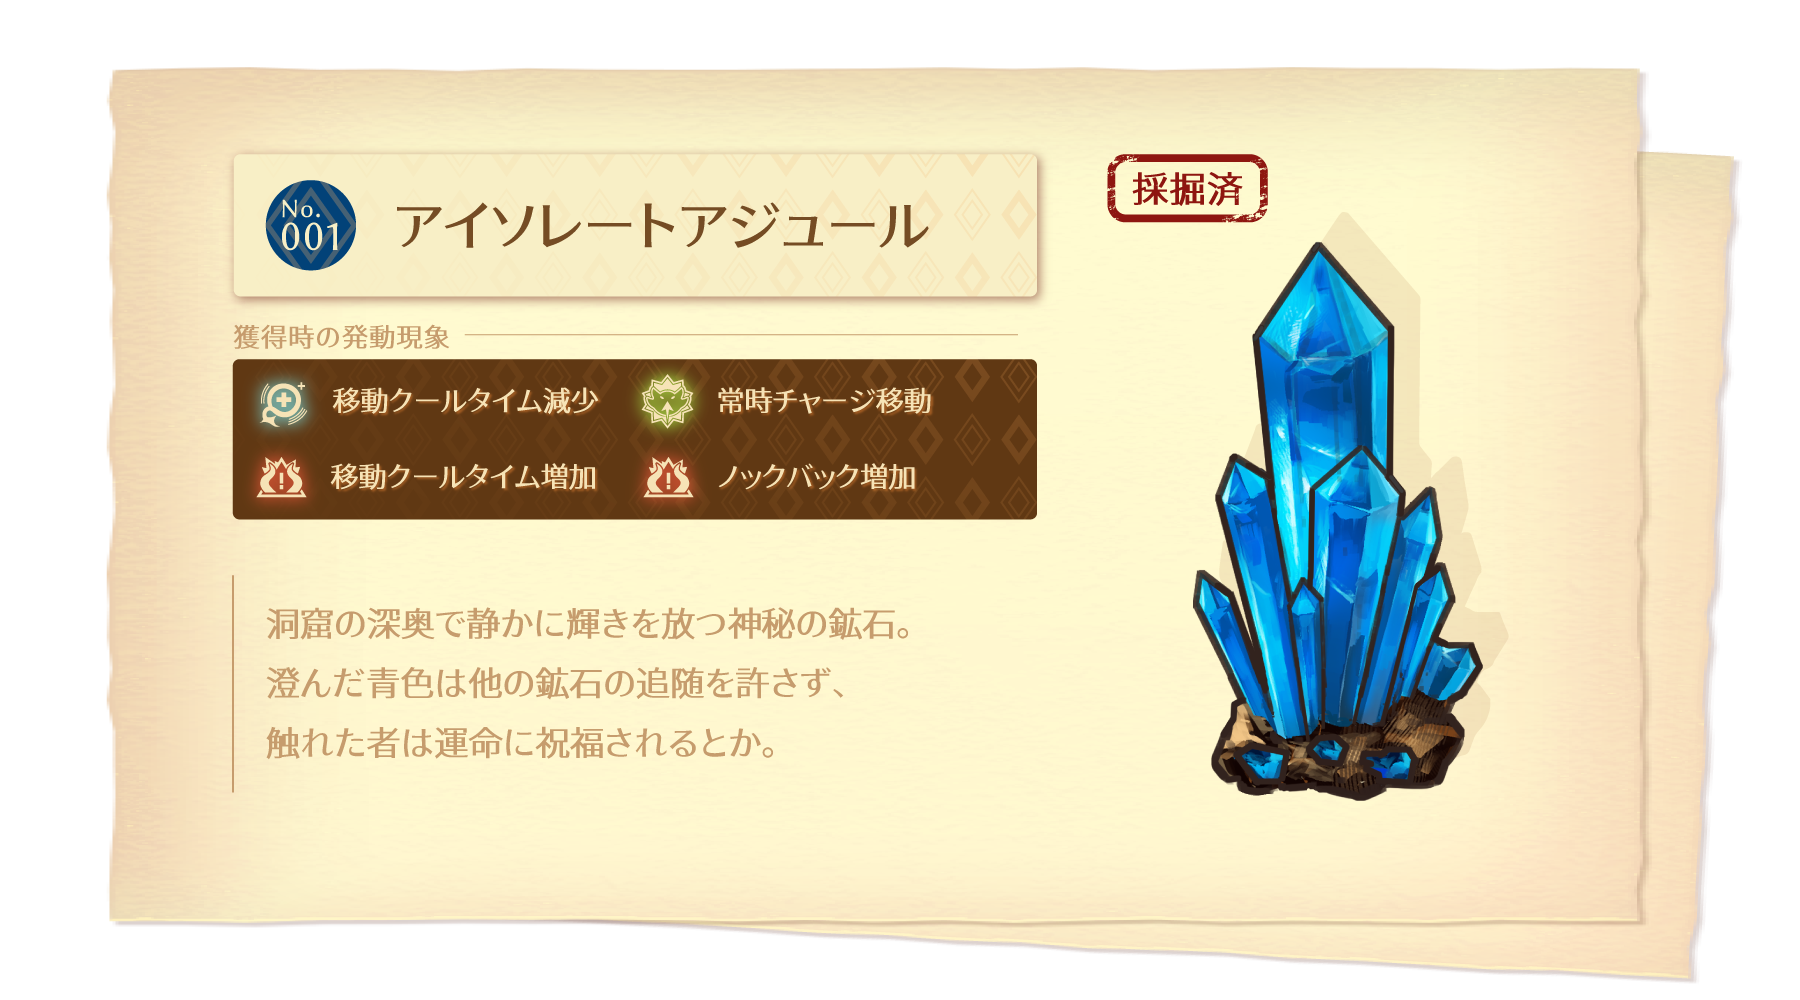 No.
001
アイソレートアジュール
採掘済
獲得時の発動現象
移動クールタイム減少
常時チャージ移動
移動クールタイム増加
ノックバック増加
洞窟の深奥で静かに輝きを放つ神秘の鉱石。
澄んだ青色は他の鉱石の追随を許さず、
触れた者は運命に祝福されるとか。